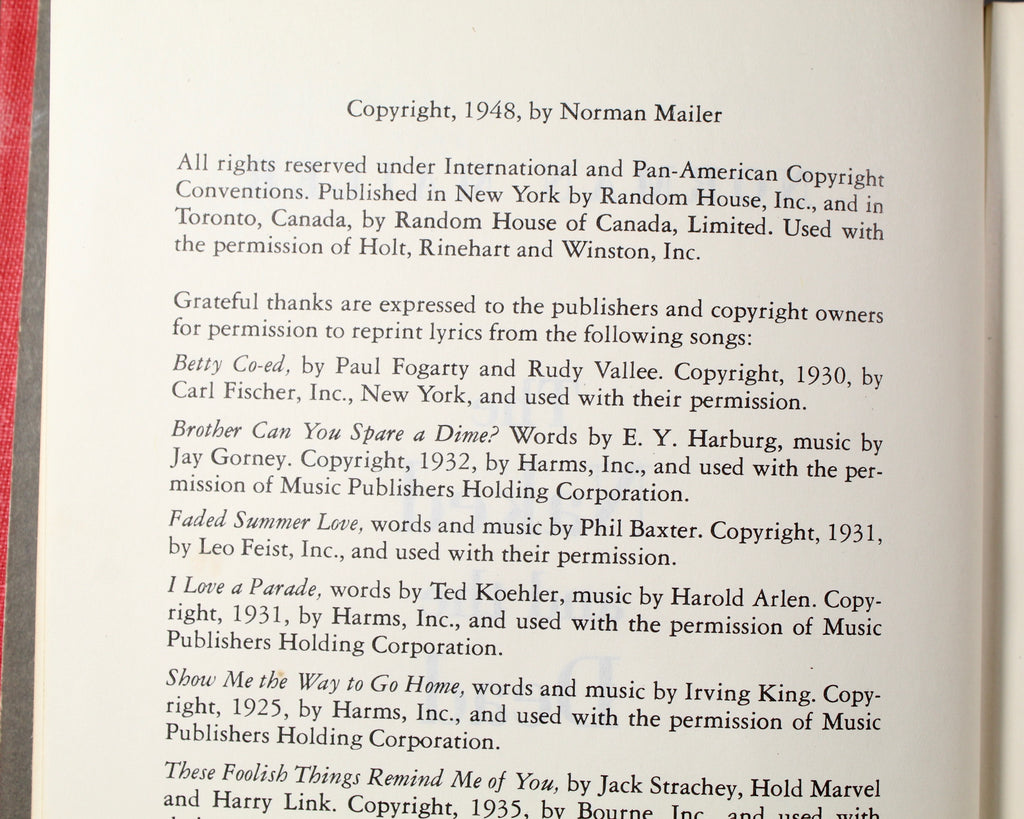 Copyright, 1948, by Norman Mailer
All rights reserved under International and Pan-American Copyright
Conventions. Published in New York by Random House, Inc., and in
Toronto, Canada, by Random House of Canada, Limited. Used with
the permission of Holt, Rinehart and Winston, Inc.
Grateful thanks are expressed to the publishers and copyright owners
for permission to reprint lyrics from the following songs:
Betty Co-ed, by Paul Fogarty and Rudy Vallee. Copyright, 1930, by
Carl Fischer, Inc., New York, and used with their permission.
Brother Can You Spare a Dime? Words by E. Y. Harburg, music by
Jay Gorney. Copyright, 1932, by Harms, Inc., and used with the per-
mission of Music Publishers Holding Corporation.
Faded Summer Love, words and music by Phil Baxter. Copyright, 1931,
by Leo Feist, Inc., and used with their permission.
I Love a Parade, words by Ted Koehler, music by Harold Arlen. Copy-
right, 1931, by Harms, Inc., and used with the permission of Music
Publishers Holding Corporation.
Show Me the Way to Go Home, words and music by Irving King. Copy-
right, 1925, by Harms, Inc., and used with the permission of Music
Publishers Holding Corporation.
These Foolish Things Remind Me of You, by Jack Strachey, Hold Marvel
and Harry Link. Copyright, 1935, by Bourne, Inc. and used with